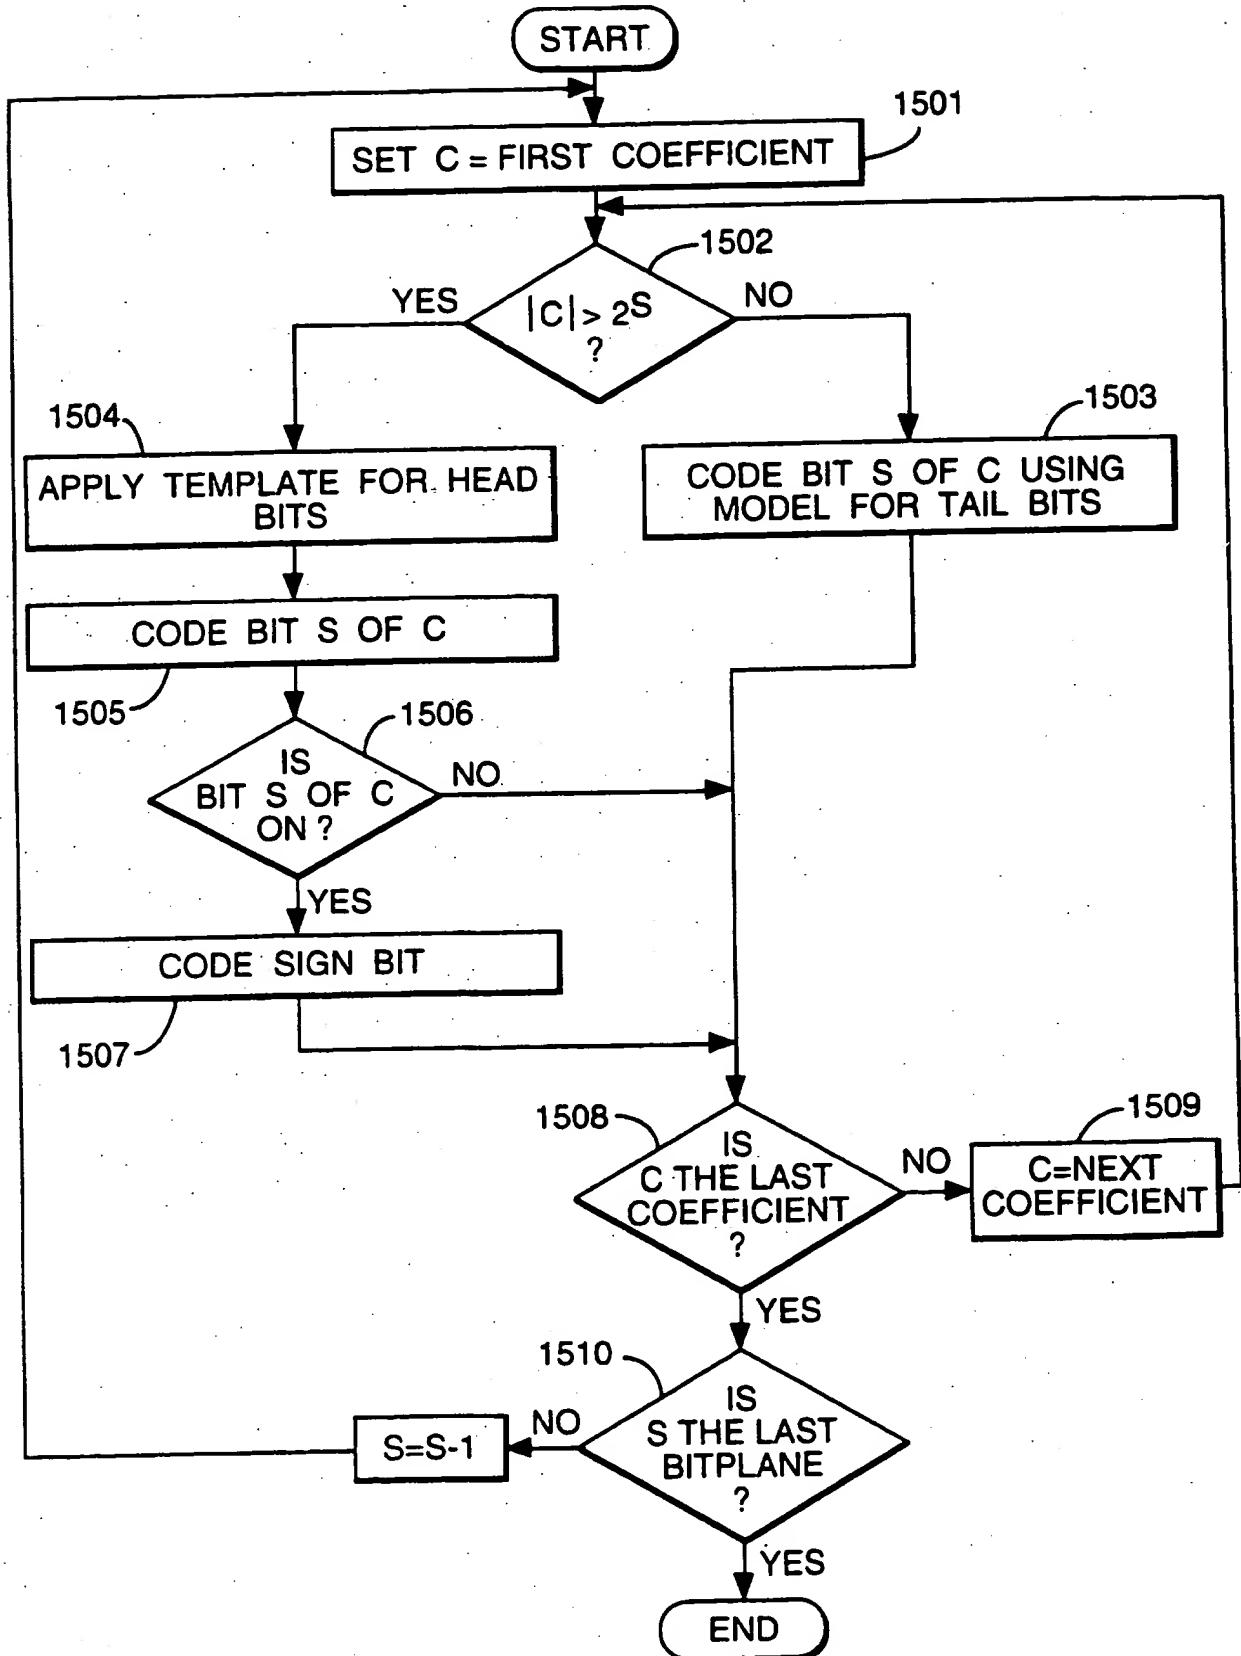 START
1501
SET C = FIRST COEFFICIENT
1502
YES
|C| > 2^S
?
NO
1504
APPLY TEMPLATE FOR HEAD
BITS
1503
CODE BIT S OF C USING
MODEL FOR TAIL BITS
CODE BIT S OF C
1505
1506
IS
BIT S OF C
ON ?
NO
YES
CODE SIGN BIT
1507
1508
IS
C THE LAST
COEFFICIENT
?
NO
1509
C=NEXT
COEFFICIENT
YES
1510
IS
S THE LAST
BITPLANE
?
NO
S=S-1
YES
END